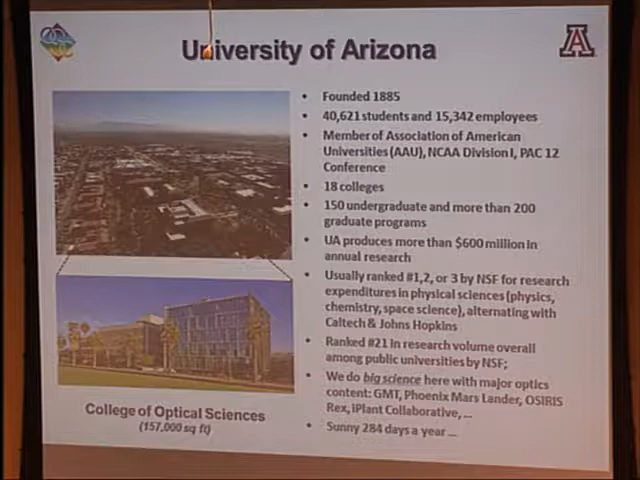 University of Arizona
A
• Founded 1885
• 40,621 students and 15,342 employees
• Member of Association of American
Universities (AAU), NCAA Division I, PAC 12
Conference
• 18 colleges
• 150 undergraduate and more than 200
graduate programs
• UA produces more than $600 million in
annual research
• Usually ranked #1,2, or 3 by NSF for research
expenditures in physical sciences (physics,
chemistry, space science), alternating with
Caltech & Johns Hopkins
• Ranked #21 in research volume overall
among public universities by NSF;
• We do big science here with major optics
content: GMT, Phoenix Mars Lander, OSIRIS
Rex, iPlant Collaborative, ...
• Sunny 284 days a year ...
College of Optical Sciences
(157,000 sq ft)